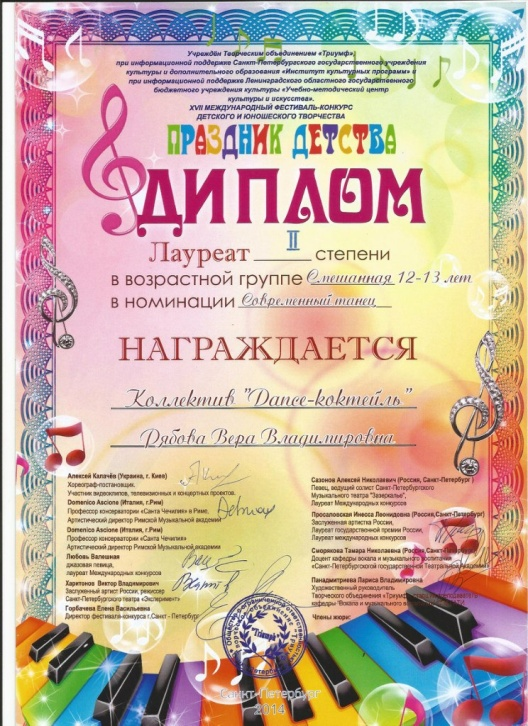 Учреждён Творческим объединением «Триумф»,
при информационной поддержке Санкт-Петербургского государственного учреждения
культуры и дополнительного образования «Институт культурных программ» и
при информационной поддержке Ленинградского областного государственного
бюджетного учреждения культуры «Учебно-методический центр
культуры и искусства».
XVII МЕЖДУНАРОДНЫЙ ФЕСТИВАЛЬ-КОНКУРС
ДЕТСКОГО И ЮНОШЕСКОГО ТВОРЧЕСТВА
ПРАЗДНИК ДЕТСТВА
ДИПЛОМ
Лауреат II степени
в возрастной группе Смешанная 12-13 лет
в номинации Современный танец
НАГРАЖДАЕТСЯ
Коллектив "Dance-коктейль"
Рябова Вера Владимировна
Алексей Калачёв (Украина, г. Киев)
Хореограф-постановщик.
Участник видеоклипов, телевизионных и концертных проектов.
Domenico Ascione (Италия, г.Рим)
Профессор консерватории «Санта Чечилия» в Риме,
Артистический директор Римской Музыкальной академии
Domenico Ascione (Италия, г.Рим)
Профессор консерватории «Санта Чечилия»
Артистический директор Римской Музыкальной академии
Любовь Валешная
джазовая певица,
лауреат Международных конкурсов
Харитонов Виктор Владимирович
Заслуженный артист России, режиссер
Санкт-Петербургского театра «Эксперимент»
Горбачева Елена Васильевна
Директор фестиваля-конкурса г.Санкт - Петербург
Сазонов Алексей Николаевич (Россия, Санкт-Петербург)
Певец, ведущий солист Санкт-Петербургского
Музыкального театра "Зазеркалье",
Лауреат Международных конкурсов
Прозаловская Инесса Леонидовна (Россия, Санкт-Петербург)
Заслуженная артистка России,
Лауреат государственной премии России,
Лауреат международных конкурсов
Смоpякова Тамара Николаевна (Россия, Санкт-Петербург)
Доцент кафедры вокала и музыкального воспитания
«Санкт-Петербургской государственной Театральной Академии»
Панадмитриева Лариса Владимировна
Художественный руководитель
Творческого объединения «Триумф»
кафедры "Вокала и музыкального
Члены жюри:
"Триумф"
Санкт-Петербург
2014